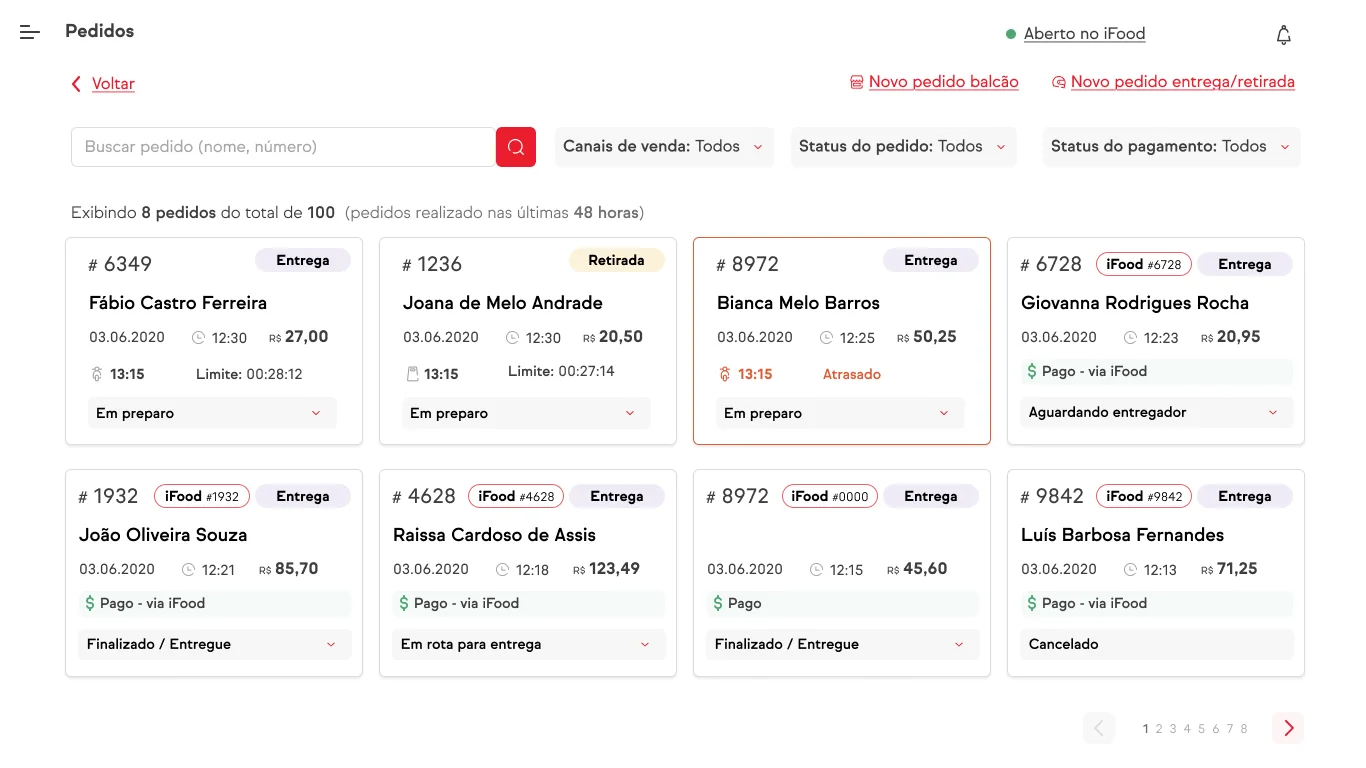 Pedidos
Aberto no iFood
Voltar
Novo pedido balcão
Novo pedido entrega/retirada
Buscar pedido (nome, número)
Canais de venda: Todos
Status do pedido: Todos
Status do pagamento: Todos
Exibindo 8 pedidos do total de 100 (pedidos realizado nas últimas 48 horas)
# 6349 Entrega
Fábio Castro Ferreira
03.06.2020 12:30 R$ 27,00
13:15 Limite: 00:28:12
Em preparo
# 1236 Retirada
Joana de Melo Andrade
03.06.2020 12:30 R$ 20,50
13:15 Limite: 00:27:14
Em preparo
# 8972 Entrega
Bianca Melo Barros
03.06.2020 12:25 R$ 50,25
13:15 Atrasado
Em preparo
# 6728 iFood #6728 Entrega
Giovanna Rodrigues Rocha
03.06.2020 12:23 R$ 20,95
$ Pago - via iFood
Aguardando entregador
# 1932 iFood #1932 Entrega
João Oliveira Souza
03.06.2020 12:21 R$ 85,70
$ Pago - via iFood
Finalizado / Entregue
# 4628 iFood #4628 Entrega
Raissa Cardoso de Assis
03.06.2020 12:18 R$ 123,49
$ Pago - via iFood
Em rota para entrega
# 8972 iFood #0000 Entrega
03.06.2020 12:15 R$ 45,60
$ Pago
Finalizado / Entregue
# 9842 iFood #9842 Entrega
Luís Barbosa Fernandes
03.06.2020 12:13 R$ 71,25
$ Pago - via iFood
Cancelado
1 2 3 4 5 6 7 8